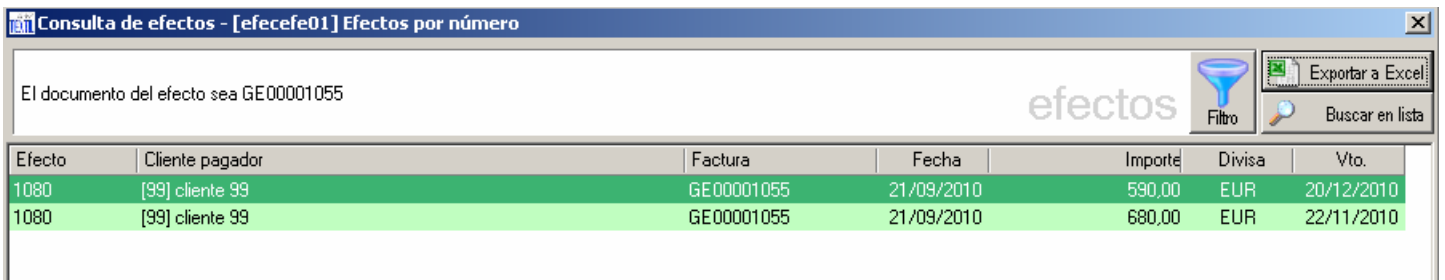 Consulta de efectos - [efecefe01] Efectos por número
El documento del efecto sea GE00001055
efectos
Filtro
Exportar a Excel
Buscar en lista
Efecto Cliente pagador Factura Fecha Importe Divisa Vto.
1080 [99] cliente 99 GE00001055 21/09/2010 590,00 EUR 20/12/2010
1080 [99] cliente 99 GE00001055 21/09/2010 680,00 EUR 22/11/2010